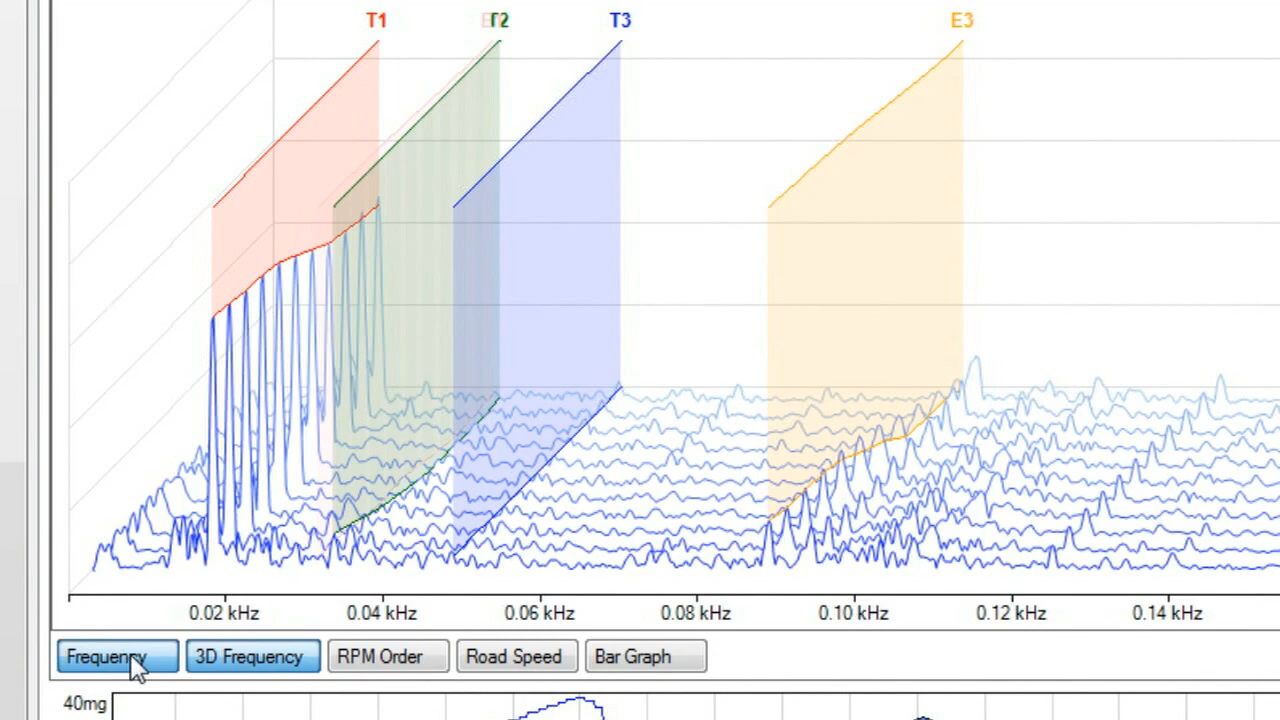 T1 T2 T3 E3
0.02 kHz 0.04 kHz 0.06 kHz 0.08 kHz 0.10 kHz 0.12 kHz 0.14 kHz
Frequency 3D Frequency RPM Order Road Speed Bar Graph
40mg